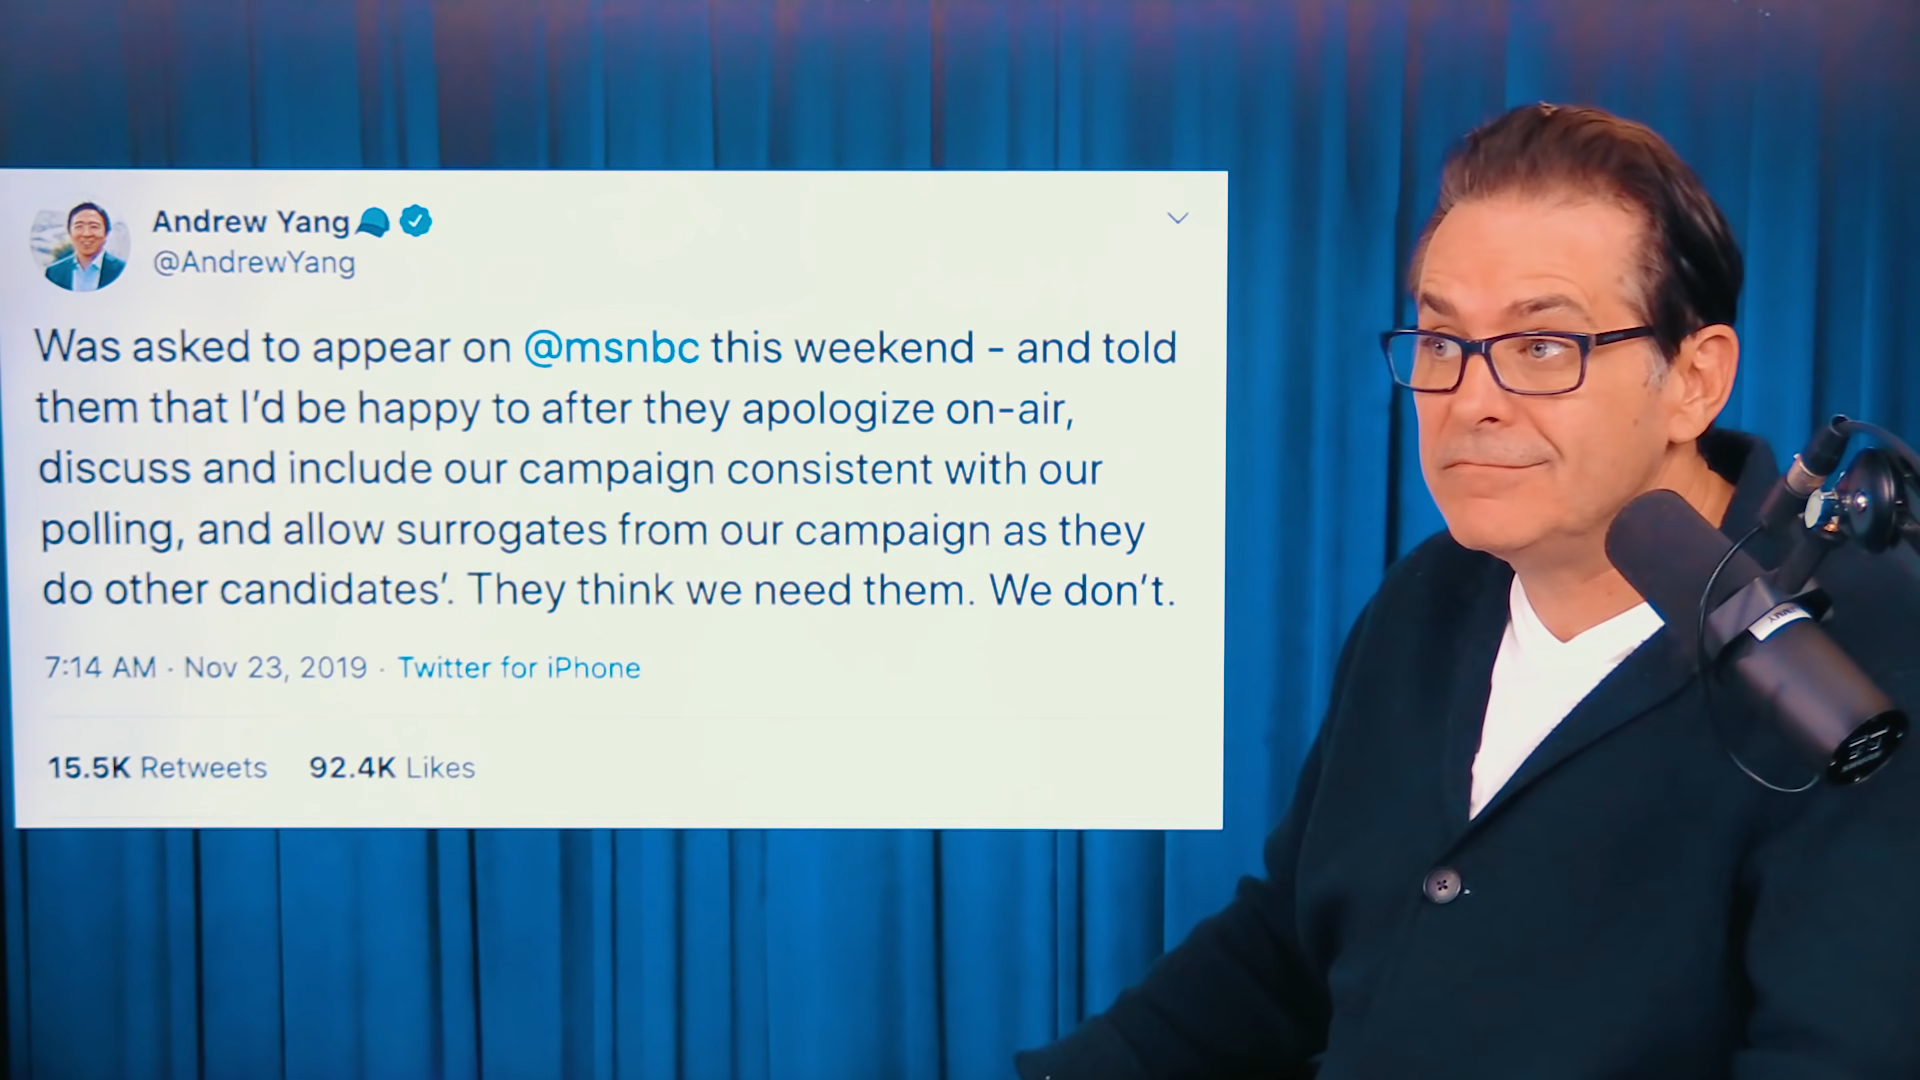 Andrew Yang
@AndrewYang
Was asked to appear on @msnbc this weekend - and told
them that I'd be happy to after they apologize on-air,
discuss and include our campaign consistent with our
polling, and allow surrogates from our campaign as they
do other candidates'. They think we need them. We don't.
7:14 AM · Nov 23, 2019 · Twitter for iPhone
15.5K Retweets 92.4K Likes